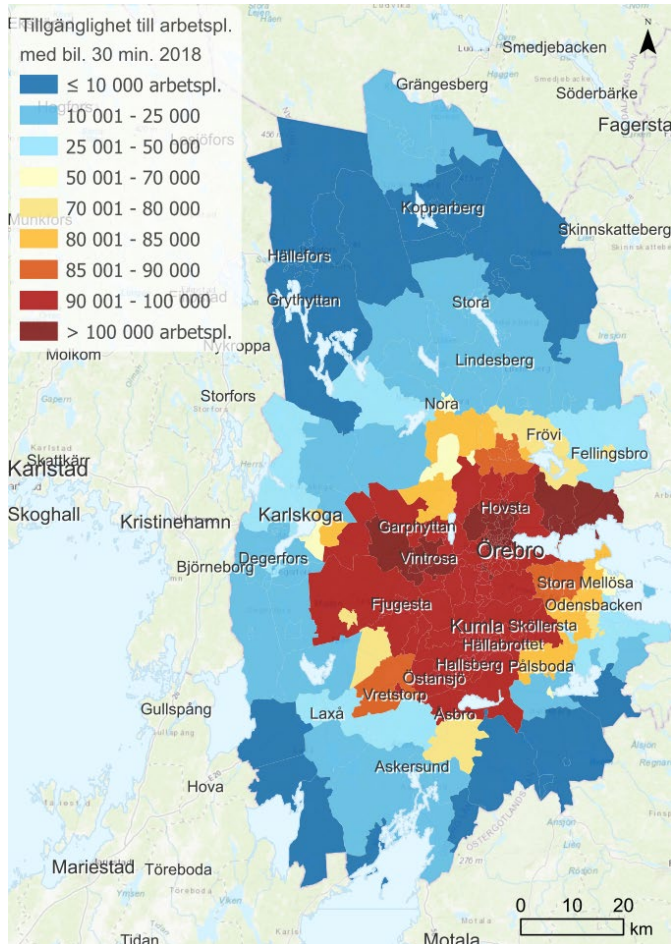 Tillgänglighet till arbetspl.
med bil. 30 min. 2018
≤ 10 000 arbetspl.
10 001 - 25 000
25 001 - 50 000
50 001 - 70 000
70 001 - 80 000
80 001 - 85 000
85 001 - 90 000
90 001 - 100 000
> 100 000 arbetspl.
N
Smedjebacken
Grängesberg
Söderbärke
Fagersta
Kopparberg
Skinnskatteberg
Hällefors
Grythyttan
Storå
Nykroppa
Molkom
Lindesberg
Storfors
Nora
Frövi
Fellingsbro
Skattkärr
Karlstad
Skoghall
Kristinehamn
Karlskoga
Hovsta
Garphyttan
Örebro
Degerfors
Vintrosa
Björneborg
Stora Mellösa
Fjugesta
Odensbacken
Kumla
Sköllersta
Hällabrottet
Hallsberg
Pålsboda
Östansjö
Vretstorp
Gullspång
Laxå
Åsbro
Askersund
Hova
E20
ÖSTERGÖTLANDS
Mariestad
Töreboda
Tidan
Motala
0 10 20
km